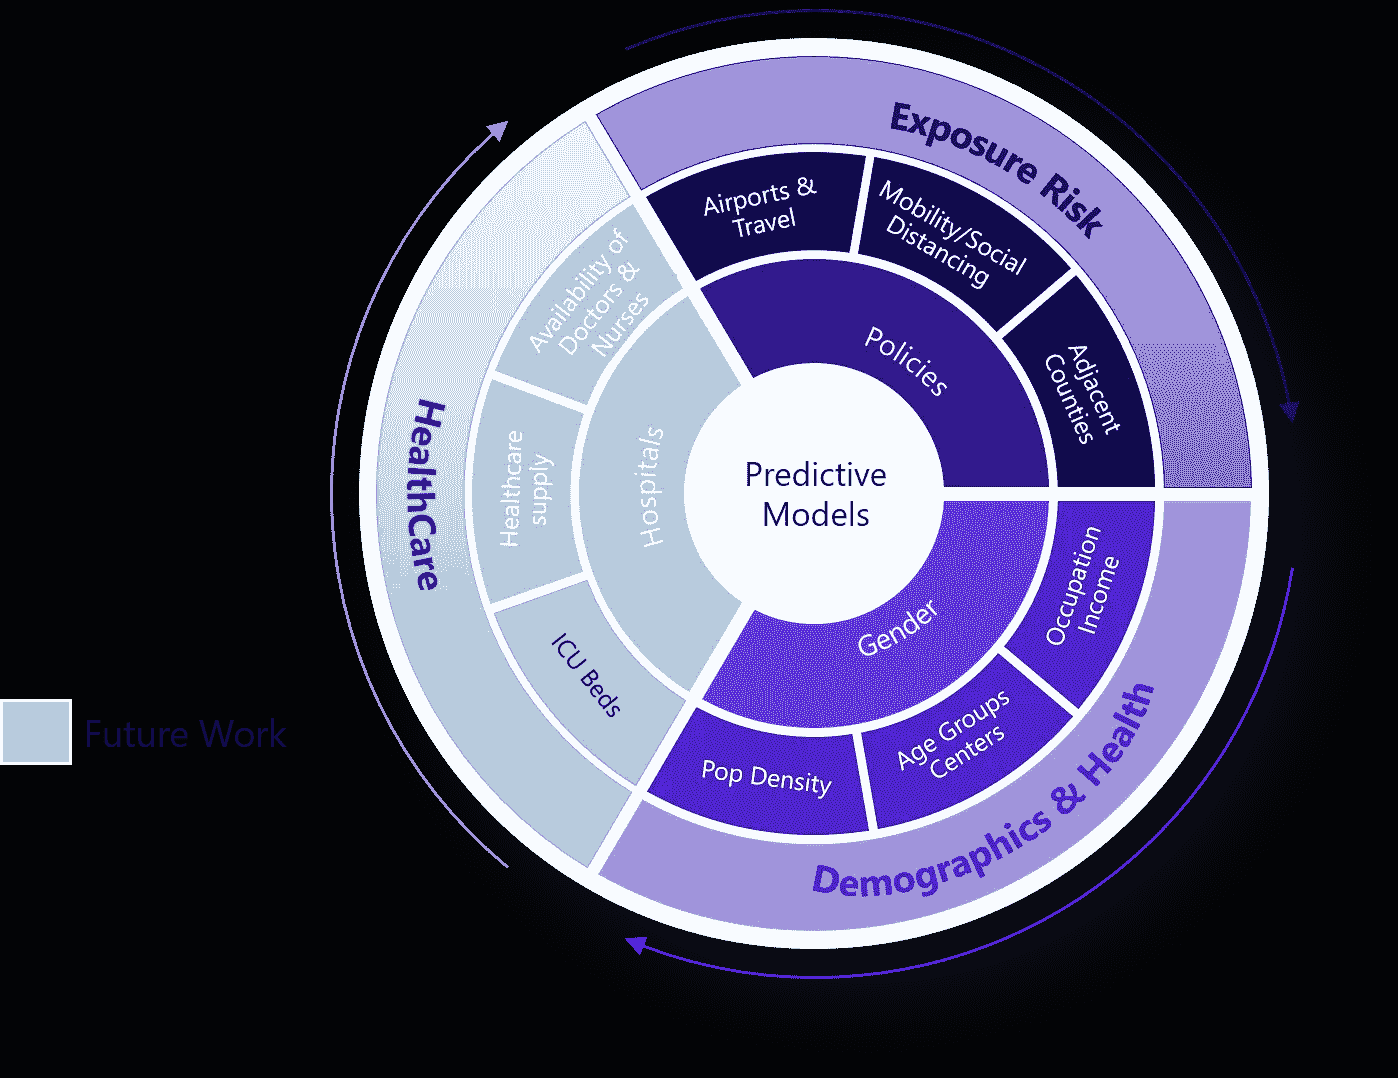 Exposure Risk
Airports &
Travel
Mobility/Social
Distancing
Adjacent
Counties
Policies
Predictive
Models
HealthCare
Availability of
Doctors &
Nurses
Healthcare
supply
ICU Beds
Hospitals
Gender
Occupation
Income
Age Groups
Centers
Pop Density
Demographics & Health
Future Work